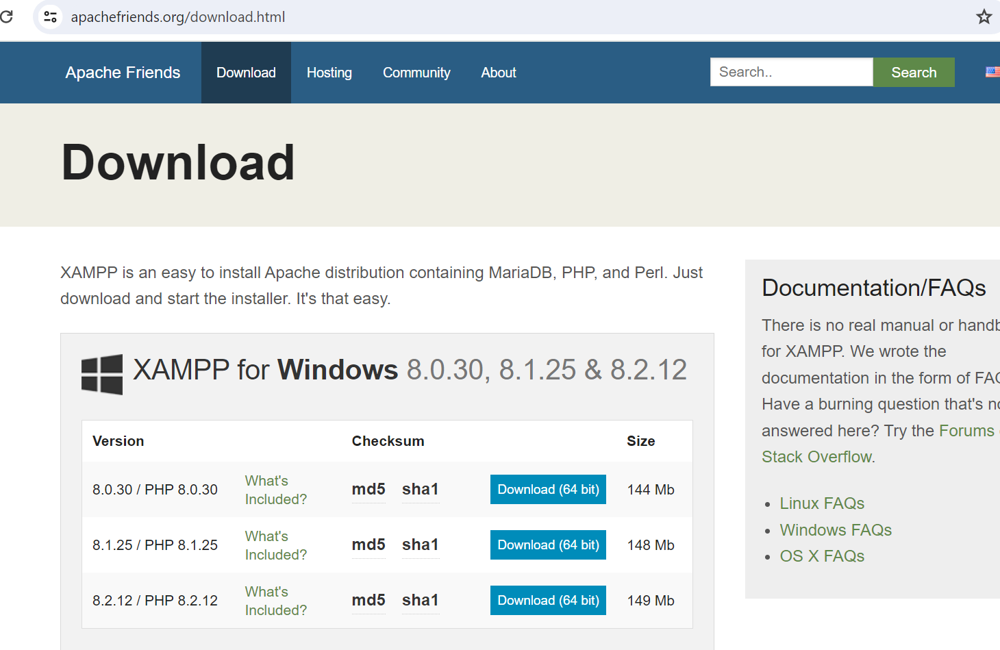 apachefriends.org/download.html
Apache Friends Download Hosting Community About Search.. Search
Download
XAMPP is an easy to install Apache distribution containing MariaDB, PHP, and Perl. Just
download and start the installer. It's that easy.
XAMPP for Windows 8.0.30, 8.1.25 & 8.2.12
Version Checksum Size
8.0.30 / PHP 8.0.30 What's
Included? md5 sha1 Download (64 bit) 144 Mb
8.1.25 / PHP 8.1.25 What's
Included? md5 sha1 Download (64 bit) 148 Mb
8.2.12 / PHP 8.2.12 What's
Included? md5 sha1 Download (64 bit) 149 Mb
Documentation/FAQs
There is no real manual or handb
for XAMPP. We wrote the
documentation in the form of FAQ
Have a burning question that's no
answered here? Try the Forums
Stack Overflow.
Linux FAQs
Windows FAQs
OS X FAQs